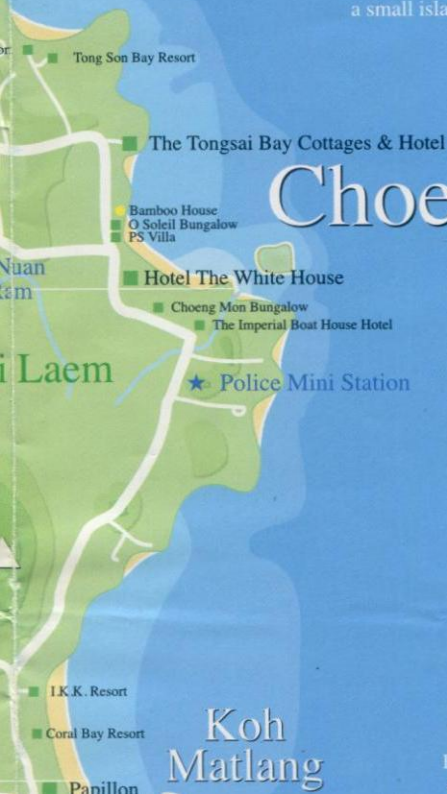 a small isla
Tong Son Bay Resort
The Tongsai Bay Cottages & Hotel
Choe
Bamboo House
O Soleil Bungalow
PS Villa
Nuan
Hotel The White House
Choeng Mon Bungalow
The Imperial Boat House Hotel
i Laem
Police Mini Station
I.K.K. Resort
Koh
Coral Bay Resort
Matlang
Papillon